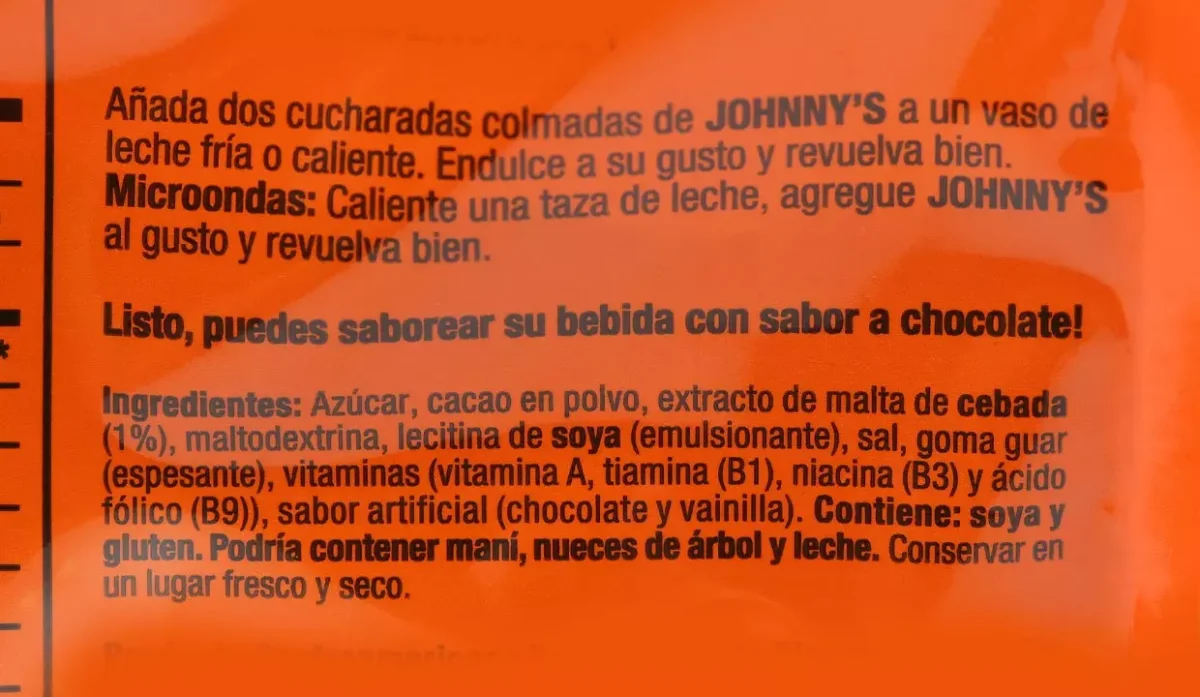 Añada dos cucharadas colmadas de JOHNNY'S a un vaso de
leche fría o caliente. Endulce a su gusto y revuelva bien.
Microondas: Caliente una taza de leche, agregue JOHNNY'S
al gusto y revuelva bien.
Listo, puedes saborear su bebida con sabor a chocolate!
Ingredientes: Azúcar, cacao en polvo, extracto de malta de cebada
(1%), maltodextrina, lecitina de soya (emulsionante), sal, goma guar
(espesante), vitaminas (vitamina A, tiamina (B1), niacina (B3) y ácido
fólico (B9)), sabor artificial (chocolate y vainilla). Contiene: soya y
gluten. Podría contener maní, nueces de árbol y leche. Conservar en
un lugar fresco y seco.
*